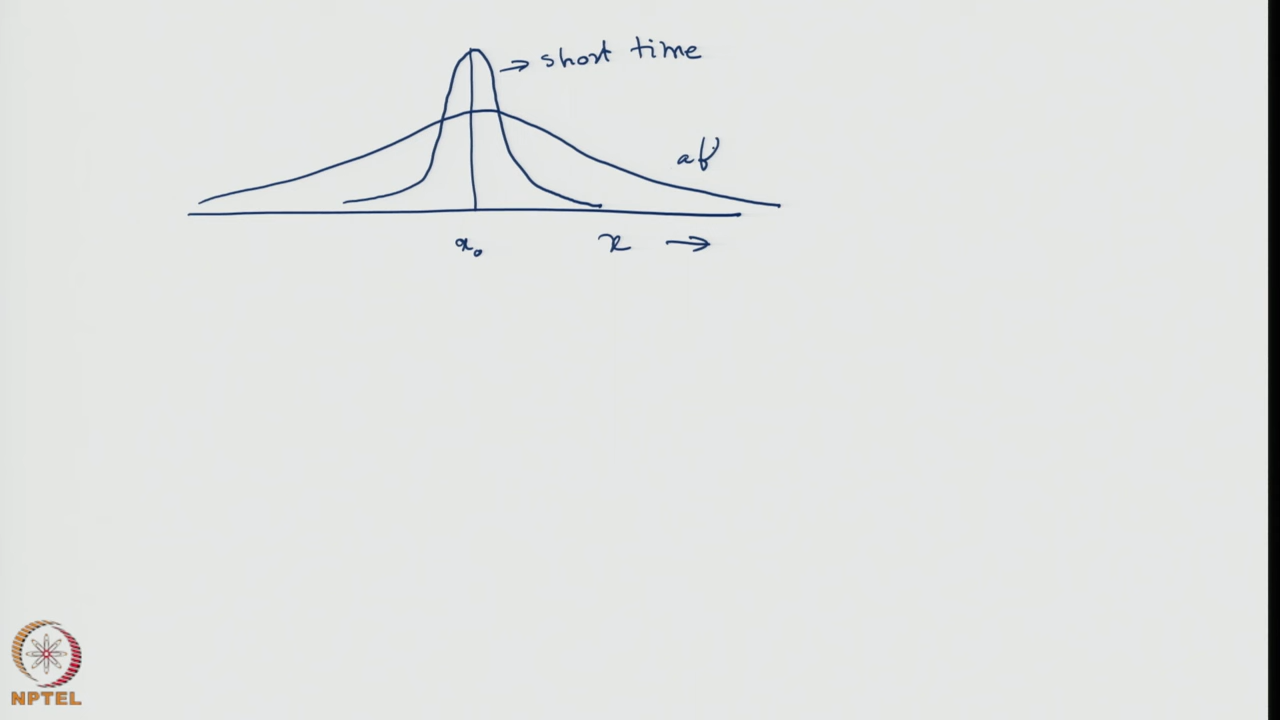 → short time
af
x₀
x →
NPTEL